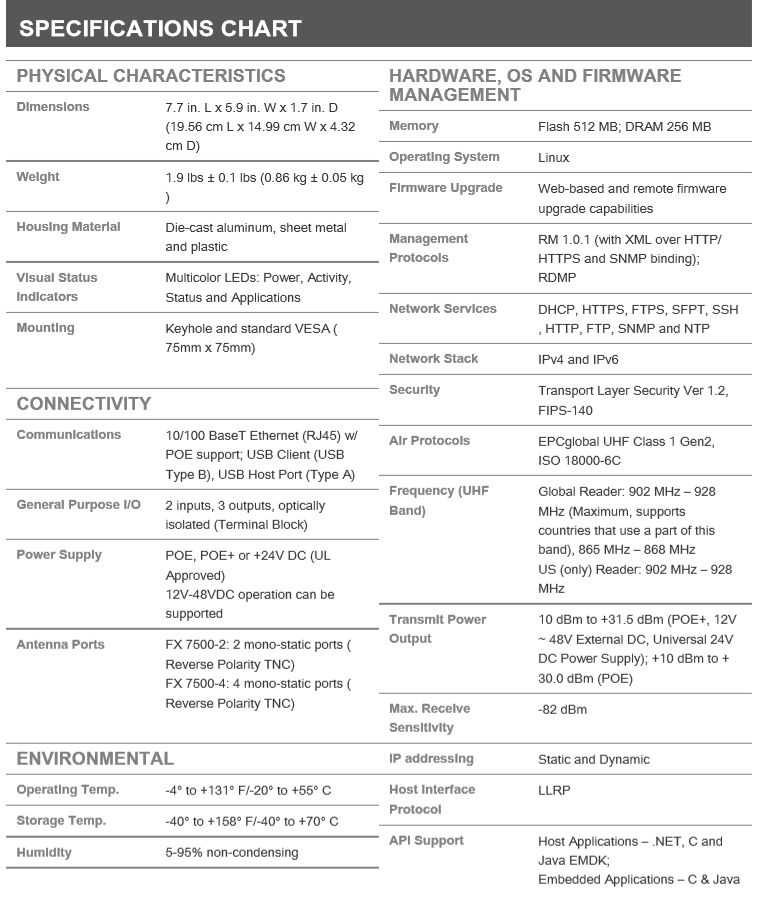 SPECIFICATIONS CHART
PHYSICAL CHARACTERISTICS
Dimensions
7.7 in. L x 5.9 in. W x 1.7 in. D
(19.56 cm L x 14.99 cm W x 4.32
cm D)
Weight
1.9 lbs ± 0.1 lbs (0.86 kg ± 0.05 kg
)
Housing Material
Die-cast aluminum, sheet metal
and plastic
Visual Status
Indicators
Multicolor LEDs: Power, Activity,
Status and Applications
Mounting
Keyhole and standard VESA (
75mm x 75mm)
CONNECTIVITY
Communications
10/100 BaseT Ethernet (RJ45) w/
POE support; USB Client (USB
Type B), USB Host Port (Type A)
General Purpose I/O
2 inputs, 3 outputs, optically
isolated (Terminal Block)
Power Supply
POE, POE+ or +24V DC (UL
Approved)
12V-48VDC operation can be
supported
Antenna Ports
FX 7500-2: 2 mono-static ports (
Reverse Polarity TNC)
FX 7500-4: 4 mono-static ports (
Reverse Polarity TNC)
ENVIRONMENTAL
Operating Temp.
-4° to +131° F/-20° to +55° C
Storage Temp.
-40° to +158° F/-40° to +70° C
Humidity
5-95% non-condensing
HARDWARE, OS AND FIRMWARE
MANAGEMENT
Memory
Flash 512 MB; DRAM 256 MB
Operating System
Linux
Firmware Upgrade
Web-based and remote firmware
upgrade capabilities
Management
Protocols
RM 1.0.1 (with XML over HTTP/
HTTPS and SNMP binding);
RDMP
Network Services
DHCP, HTTPS, FTPS, SFPT, SSH
, HTTP, FTP, SNMP and NTP
Network Stack
IPv4 and IPv6
Security
Transport Layer Security Ver 1.2,
FIPS-140
Air Protocols
EPCglobal UHF Class 1 Gen2,
ISO 18000-6C
Frequency (UHF
Band)
Global Reader: 902 MHz – 928
MHz (Maximum, supports
countries that use a part of this
band), 865 MHz – 868 MHz
US (only) Reader: 902 MHz – 928
MHz
Transmit Power
Output
10 dBm to +31.5 dBm (POE+, 12V
~ 48V External DC, Universal 24V
DC Power Supply); +10 dBm to +
30.0 dBm (POE)
Max. Receive
Sensitivity
-82 dBm
IP addressing
Static and Dynamic
Host Interface
Protocol
LLRP
API Support
Host Applications – .NET, C and
Java EMDK;
Embedded Applications – C & Java